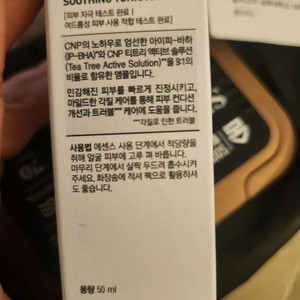 SOOTHING
[피부 자극 테스트 완료]
여드름성 피부 사용 적합 테스트 완료]
CNP의 노하우로 엄선한 아이피-바하
(IP-BHA)*와 CNP 티트리 액티브 솔루션
(Tea Tree Active Solution)**을 9:1의
비율로 함유한 앰플입니다.
민감해진 피부를 빠르게 진정시키고,
마일드한 각질 케어를 통해 피부 컨디션
개선과 트러블*** 케어에 도움을 줍니다.
***각질로 인한 트러블
사용법 에센스 사용 단계에서 적당량을
취해 얼굴 피부에 고루 펴 바릅니다.
마무리 단계에서 살짝 두드려 흡수시켜
주세요. 화장솜에 적셔 팩으로 활용하셔
도 좋습니다.
용량 50 ml